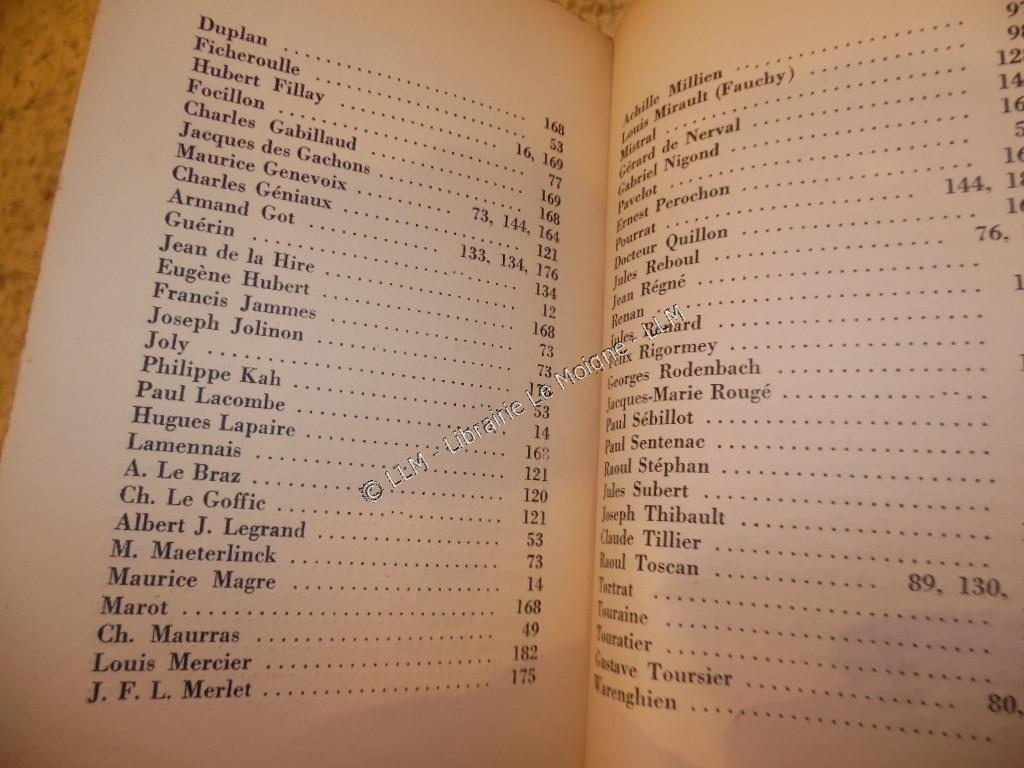 Duplan ........ 168
Ficheroulle ........ 53
Hubert Fillay ........ 16, 169
Focillon ........ 77
Charles Gabillaud ........ 169
Jacques des Gachons ........ 168
Maurice Genevoix ........ 73, 144, 164
Charles Géniaux ........ 121
Armand Got ........ 133, 134, 176
Guérin ........ 134
Jean de la Hire ........ 12
Eugène Hubert ........ 168
Francis Jammes ........ 73
Joseph Jolinon ........ 73
Joly ........
Philippe Kah ........ 53
Paul Lacombe ........ 14
Hugues Lapaire ........ 168
Lamennais ........ 121
A. Le Braz ........ 120
Ch. Le Goffic ........ 121
Albert J. Legrand ........ 53
M. Maeterlinck ........ 73
Maurice Magre ........ 14
Marot ........ 168
Ch. Maurras ........ 49
Louis Mercier ........ 182
J. F. L. Merlet ........ 175
Achille Millien ........ 97
Louis Mirault (Fauchy) ........ 98
Mistral ........
Gérard de Nerval ........
Gabriel Nigond ........
Pavelot ........
Ernest Perochon ........
Pourrat ........ 144,
Docteur Quillon ........
Jules Reboul ........ 76,
Jean Régné ........
Renan ........
Jules Renard ........
Félix Rigormey ........
Georges Rodenbach ........
Jacques-Marie Rougé ........
Paul Sébillot ........
Paul Sentenac ........
Raoul Stéphan ........
Jules Subert ........
Joseph Thibault ........
Claude Tillier ........
Raoul Toscan ........ 89, 130,
Tortrat ........
Touraine ........
Touratier ........
Gustave Toursier ........ 80,
Warenghien ........
© LLM - Librairie Le Moigne - LLM